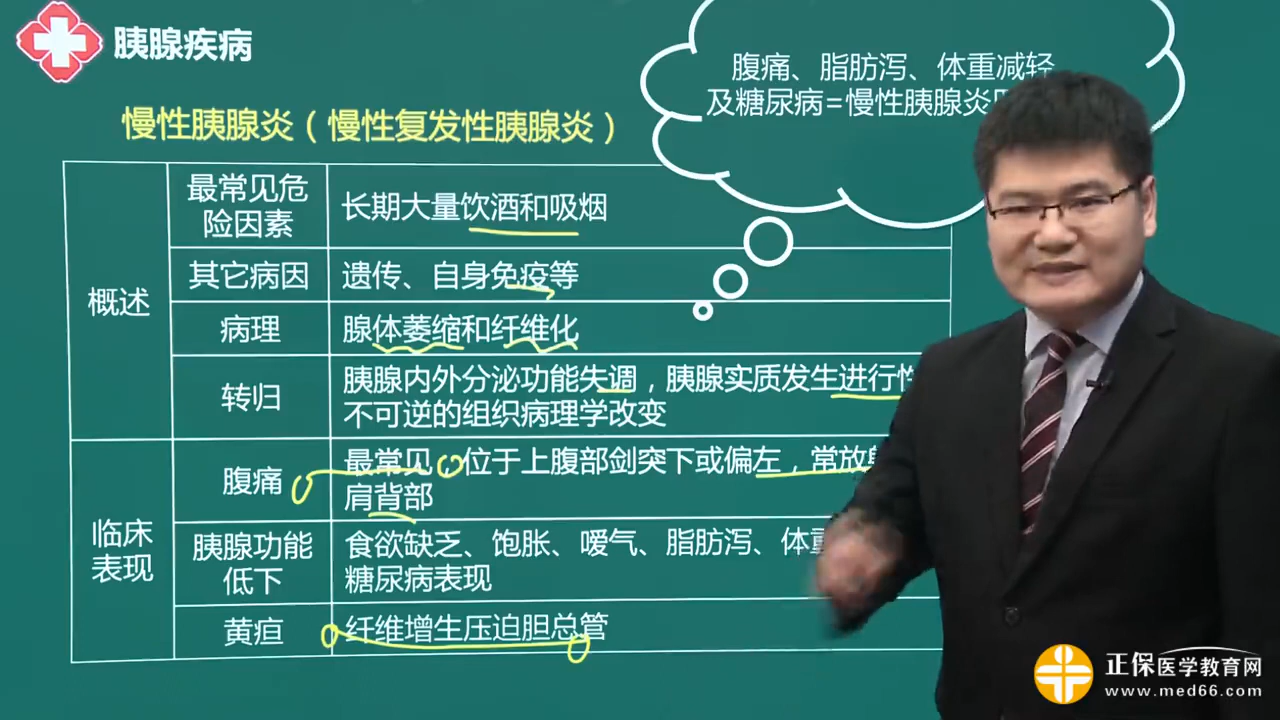 胰腺疾病
腹痛、脂肪泻、体重减轻
及糖尿病=慢性胰腺炎
慢性胰腺炎（慢性复发性胰腺炎）
概述
最常见危
险因素
长期大量饮酒和吸烟
其它病因
遗传、自身免疫等
病理
腺体萎缩和纤维化
转归
胰腺内外分泌功能失调，胰腺实质发生进行性
不可逆的组织病理学改变
临床
表现
腹痛
最常见 位于上腹部剑突下或偏左，常放
肩背部
胰腺功能
低下
食欲缺乏、饱胀、嗳气、脂肪泻、体
糖尿病表现
黄疸
纤维增生压迫胆总管
正保医学教育网
www.med66.com